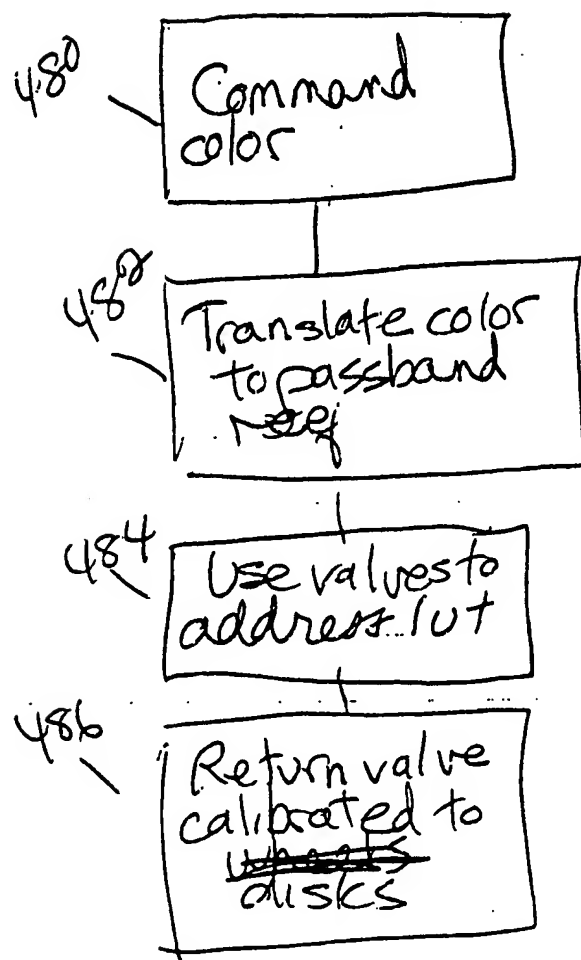 480
Command
color
482
Translate color
to passband
484
Use values to
address lut
486
Return value
calibrated to
disks